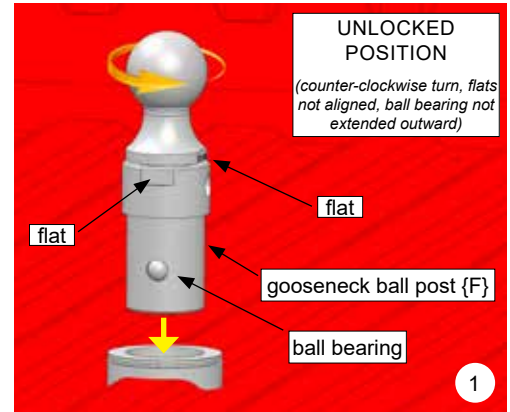 UNLOCKED
POSITION
(counter-clockwise turn, flats
not aligned, ball bearing not
extended outward)
flat
flat
gooseneck ball post {F}
ball bearing
1